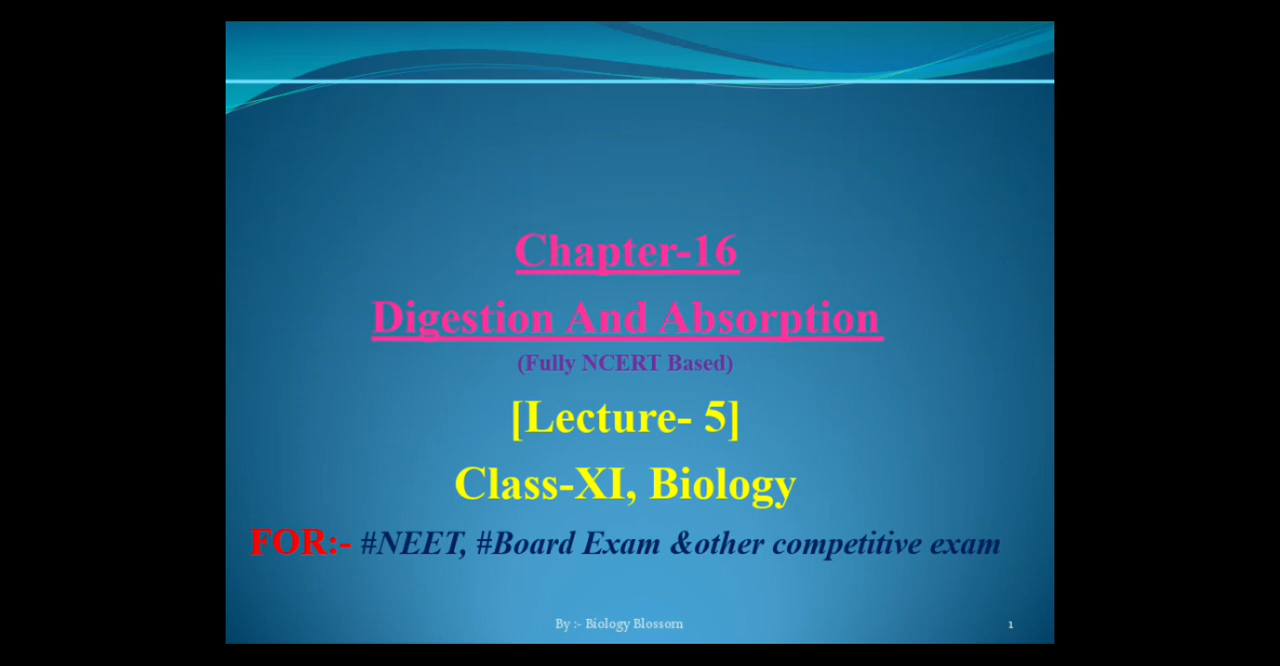 Chapter-16
Digestion And Absorption
(Fully NCERT Based)
[Lecture- 5]
Class-XI, Biology
FOR:- #NEET, #Board Exam &other competitive exam
By :- Biology Blossom
1